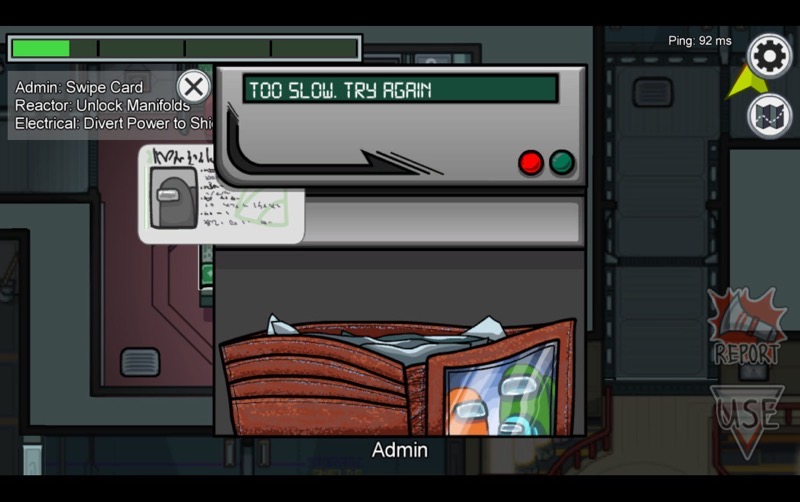 Ping: 92 ms
Admin: Swipe Card
Reactor: Unlock Manifolds
Electrical: Divert Power to Shi
TOO SLOW. TRY AGAIN
REPORT
USE
Admin